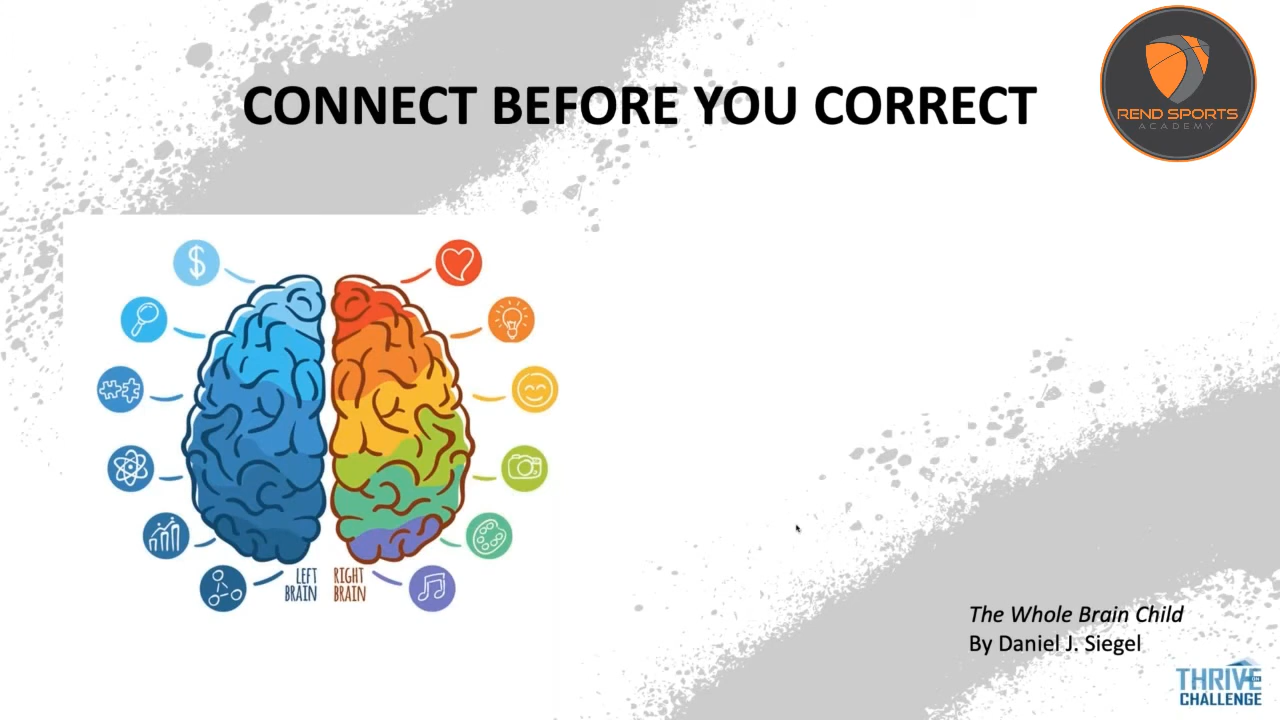 CONNECT BEFORE YOU CORRECT
REND SPORTS
ACADEMY
$
LEFT
BRAIN
RIGHT
BRAIN
The Whole Brain Child
By Daniel J. Siegel
THRIVE
ON
CHALLENGE